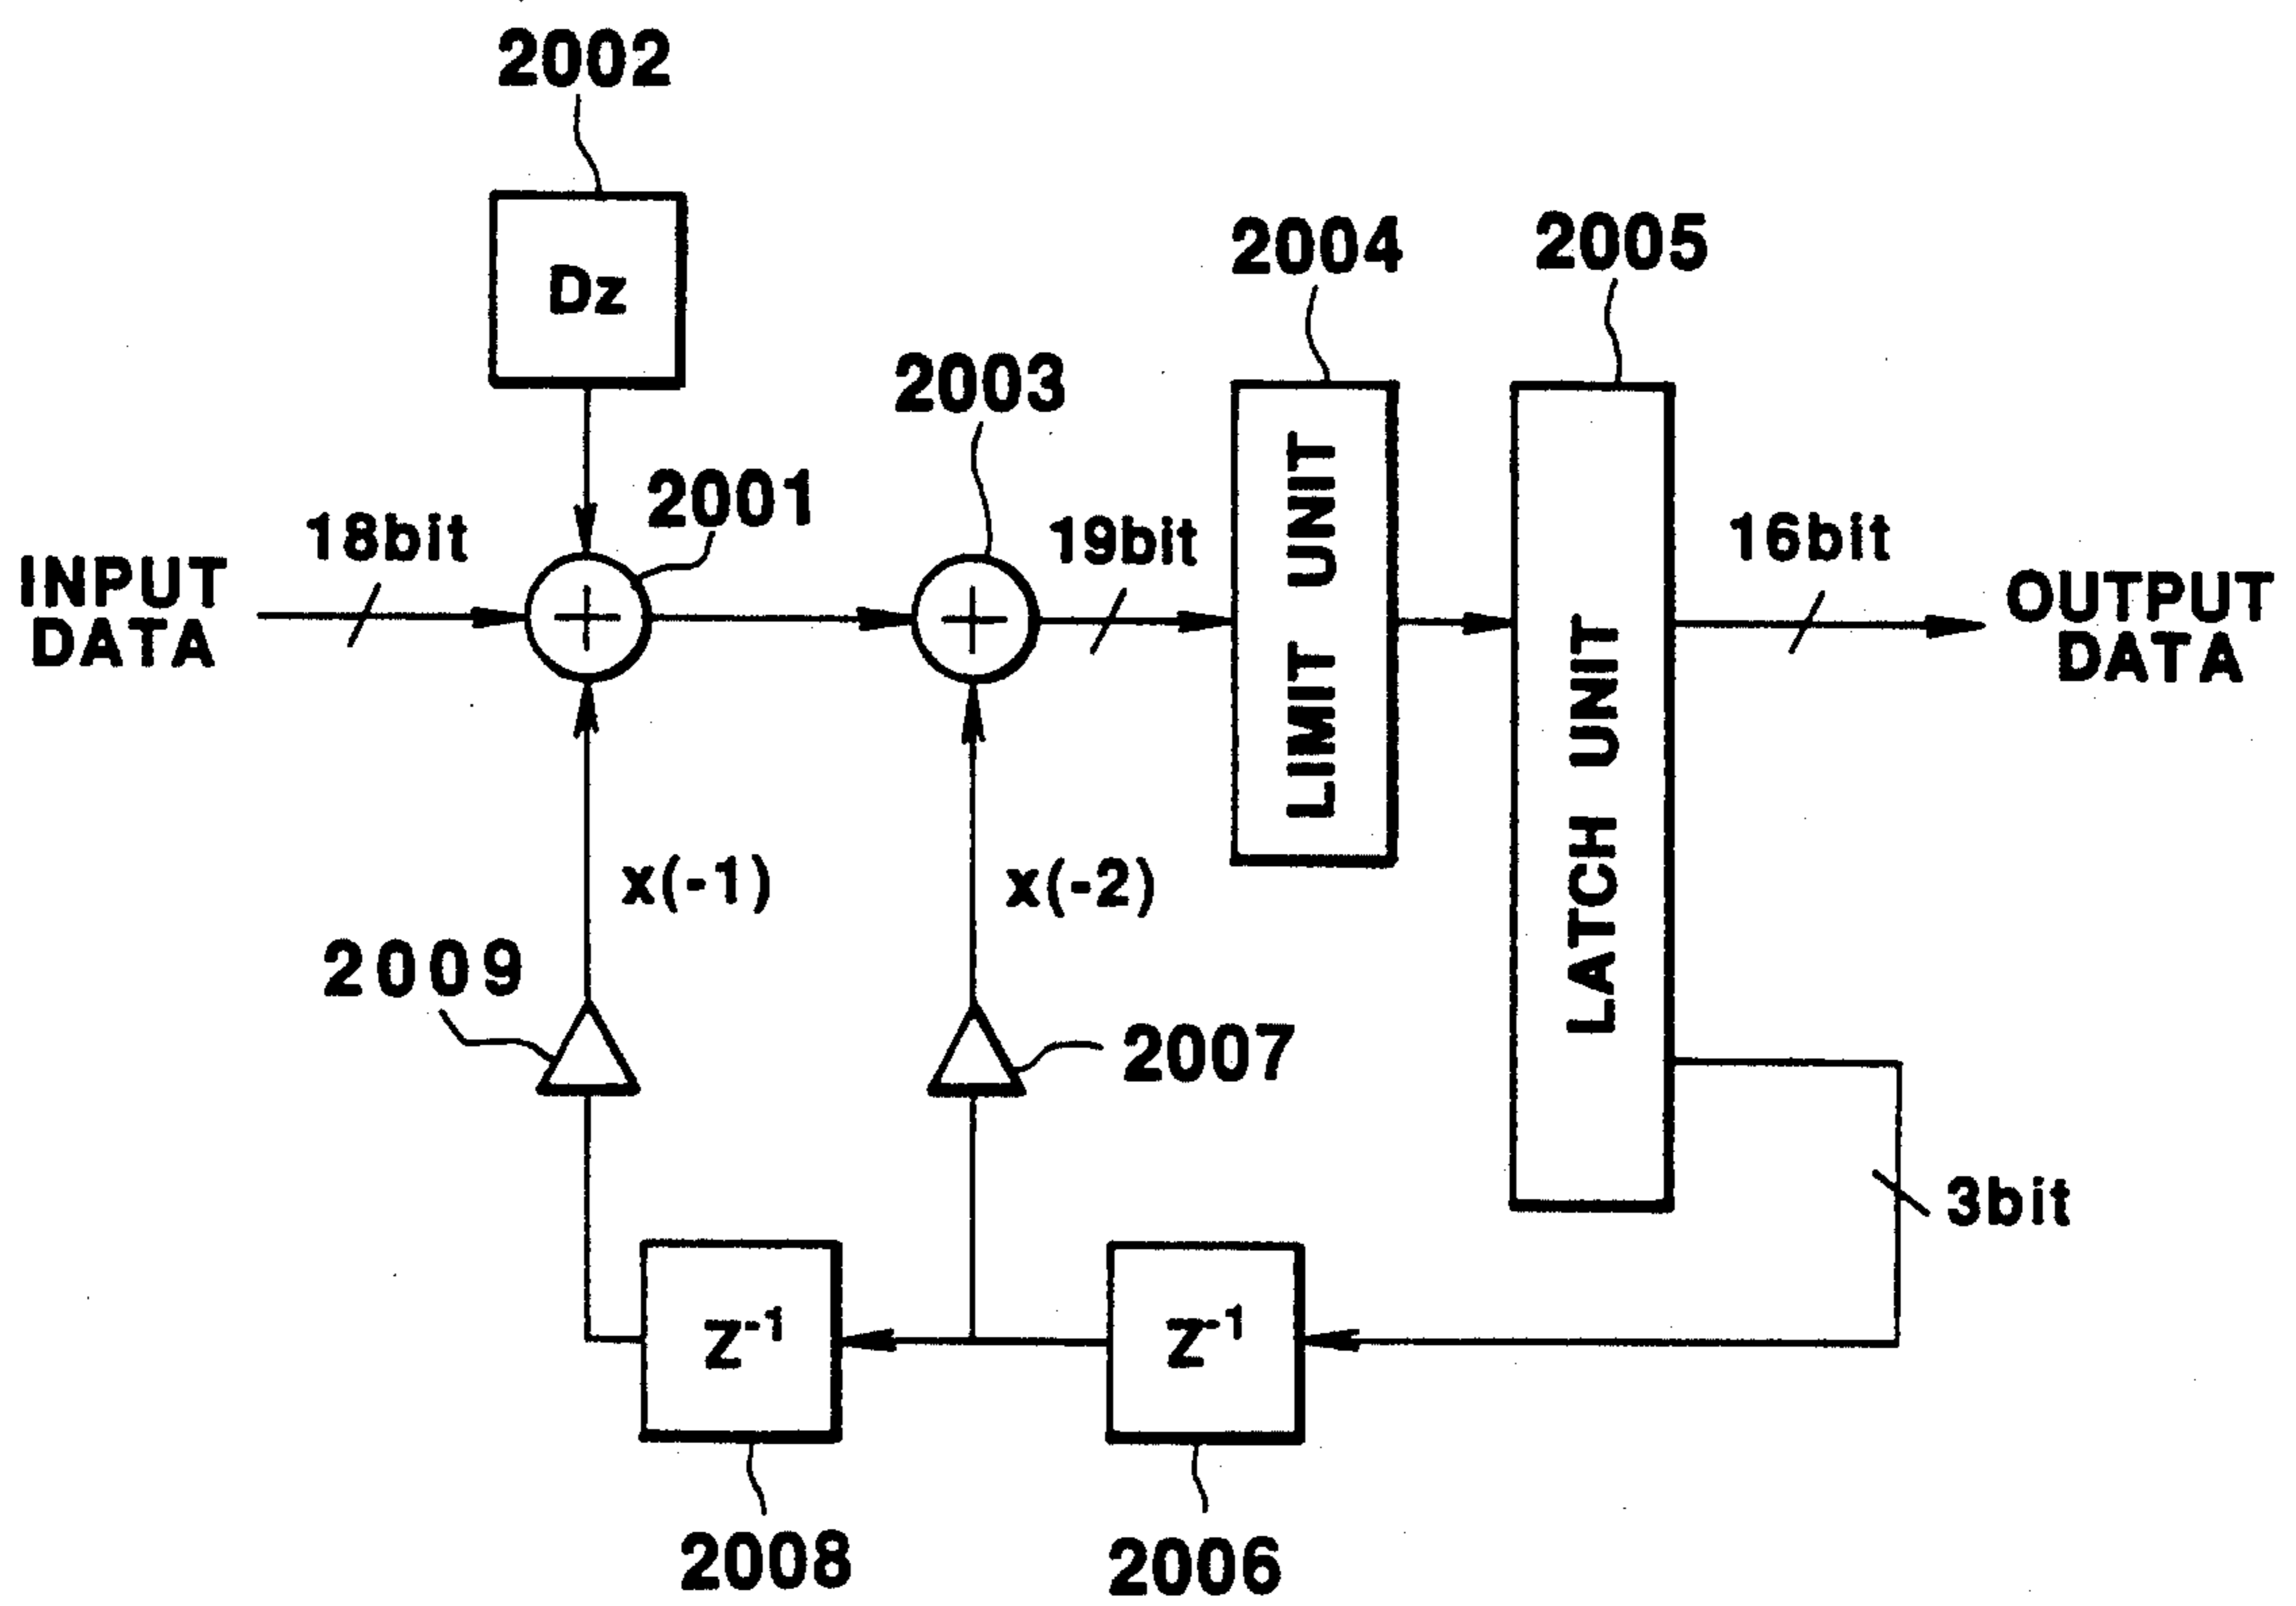 2002
Dz
2004
2005
2003
2001
18bit
19bit
16bit
INPUT
DATA
OUTPUT
DATA
LIMIT UNIT
LATCH UNIT
x(-1)
x(-2)
2009
2007
3bit
Z⁻¹
Z⁻¹
2008
2006